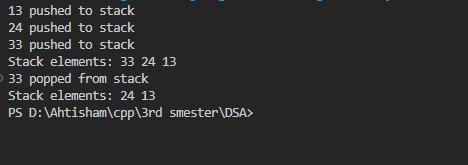 13 pushed to stack
24 pushed to stack
33 pushed to stack
Stack elements: 33 24 13
33 popped from stack
Stack elements: 24 13
PS D:\Ahtisham\cpp\3rd smester\DSA>